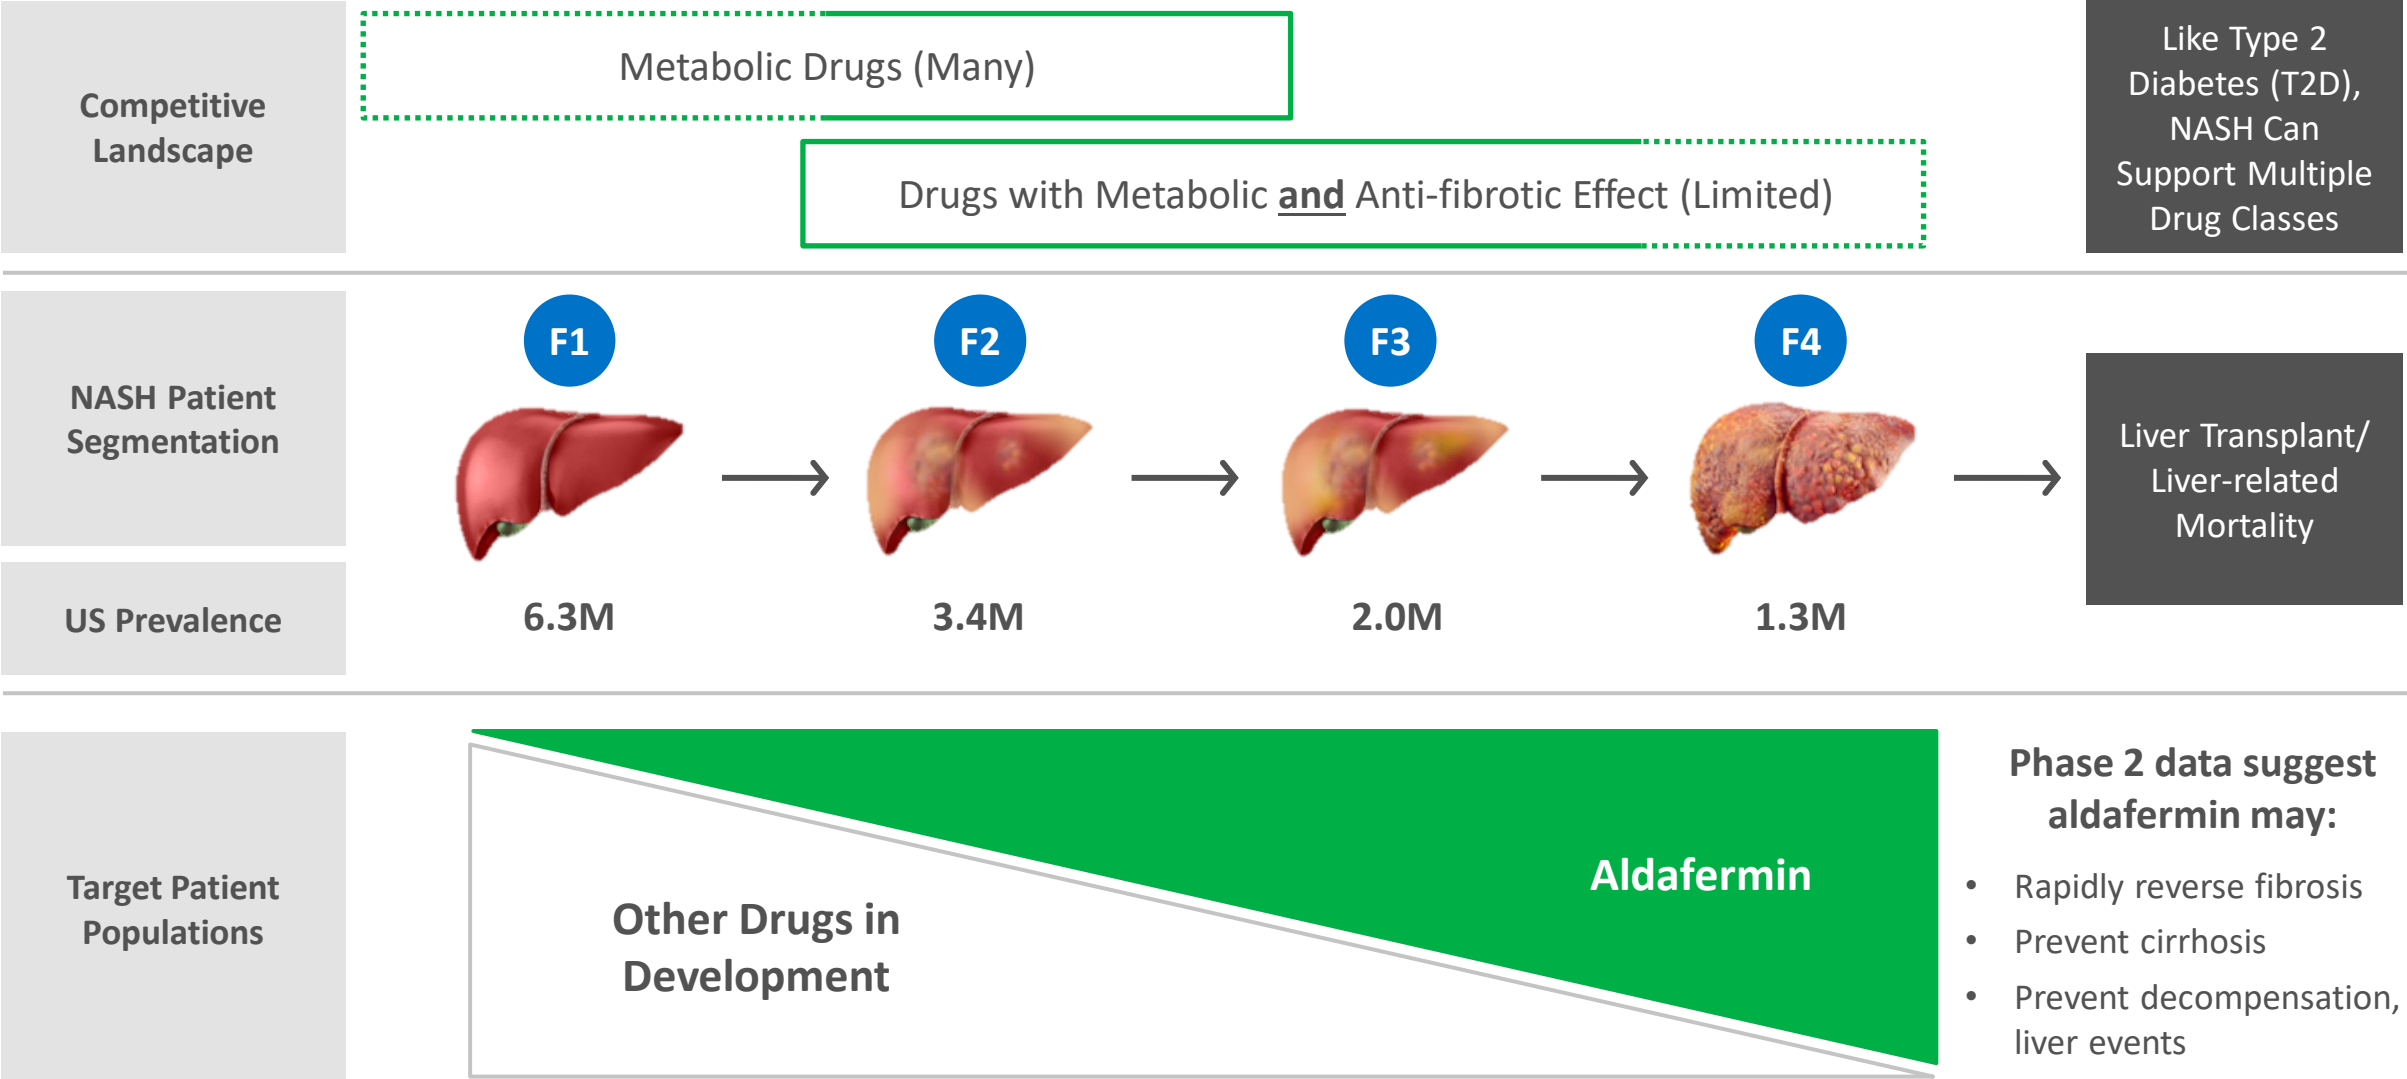 Competitive
Landscape
Metabolic Drugs (Many)
Drugs with Metabolic and Anti-fibrotic Effect (Limited)
Like Type 2
Diabetes (T2D),
NASH Can
Support Multiple
Drug Classes
NASH Patient
Segmentation
F1
F2
F3
F4
Liver Transplant/
Liver-related
Mortality
US Prevalence
6.3M
3.4M
2.0M
1.3M
Target Patient
Populations
Other Drugs in
Development
Aldafermin
Phase 2 data suggest
aldafermin may:
• Rapidly reverse fibrosis
• Prevent cirrhosis
• Prevent decompensation,
liver events